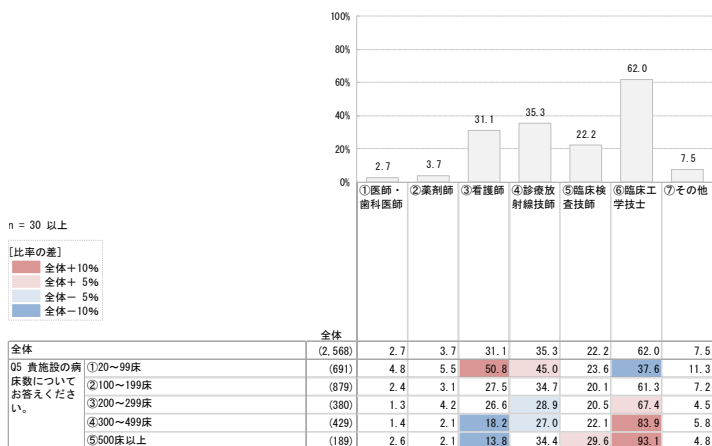 100%
80%
60%
40%
20%
0%
2.7 3.7 31.1 35.3 22.2 62.0 7.5
①医師・歯科医師 ②薬剤師 ③看護師 ④診療放射線技師 ⑤臨床検査技師 ⑥臨床工学技士 ⑦その他
n = 30 以上
[比率の差]
全体+10%
全体+ 5%
全体- 5%
全体-10%
全体
全体 (2,568) 2.7 3.7 31.1 35.3 22.2 62.0 7.5
Q5 貴施設の病床数についてお答えください。
①20~99床 (691) 4.8 5.5 50.8 45.0 23.6 37.6 11.3
②100~199床 (879) 2.4 3.1 27.5 34.7 20.1 61.3 7.2
③200~299床 (380) 1.3 4.2 26.6 28.9 20.5 67.4 4.5
④300~499床 (429) 1.4 2.1 18.2 27.0 22.1 83.9 5.8
⑤500床以上 (189) 2.6 2.1 13.8 34.4 29.6 93.1 4.8